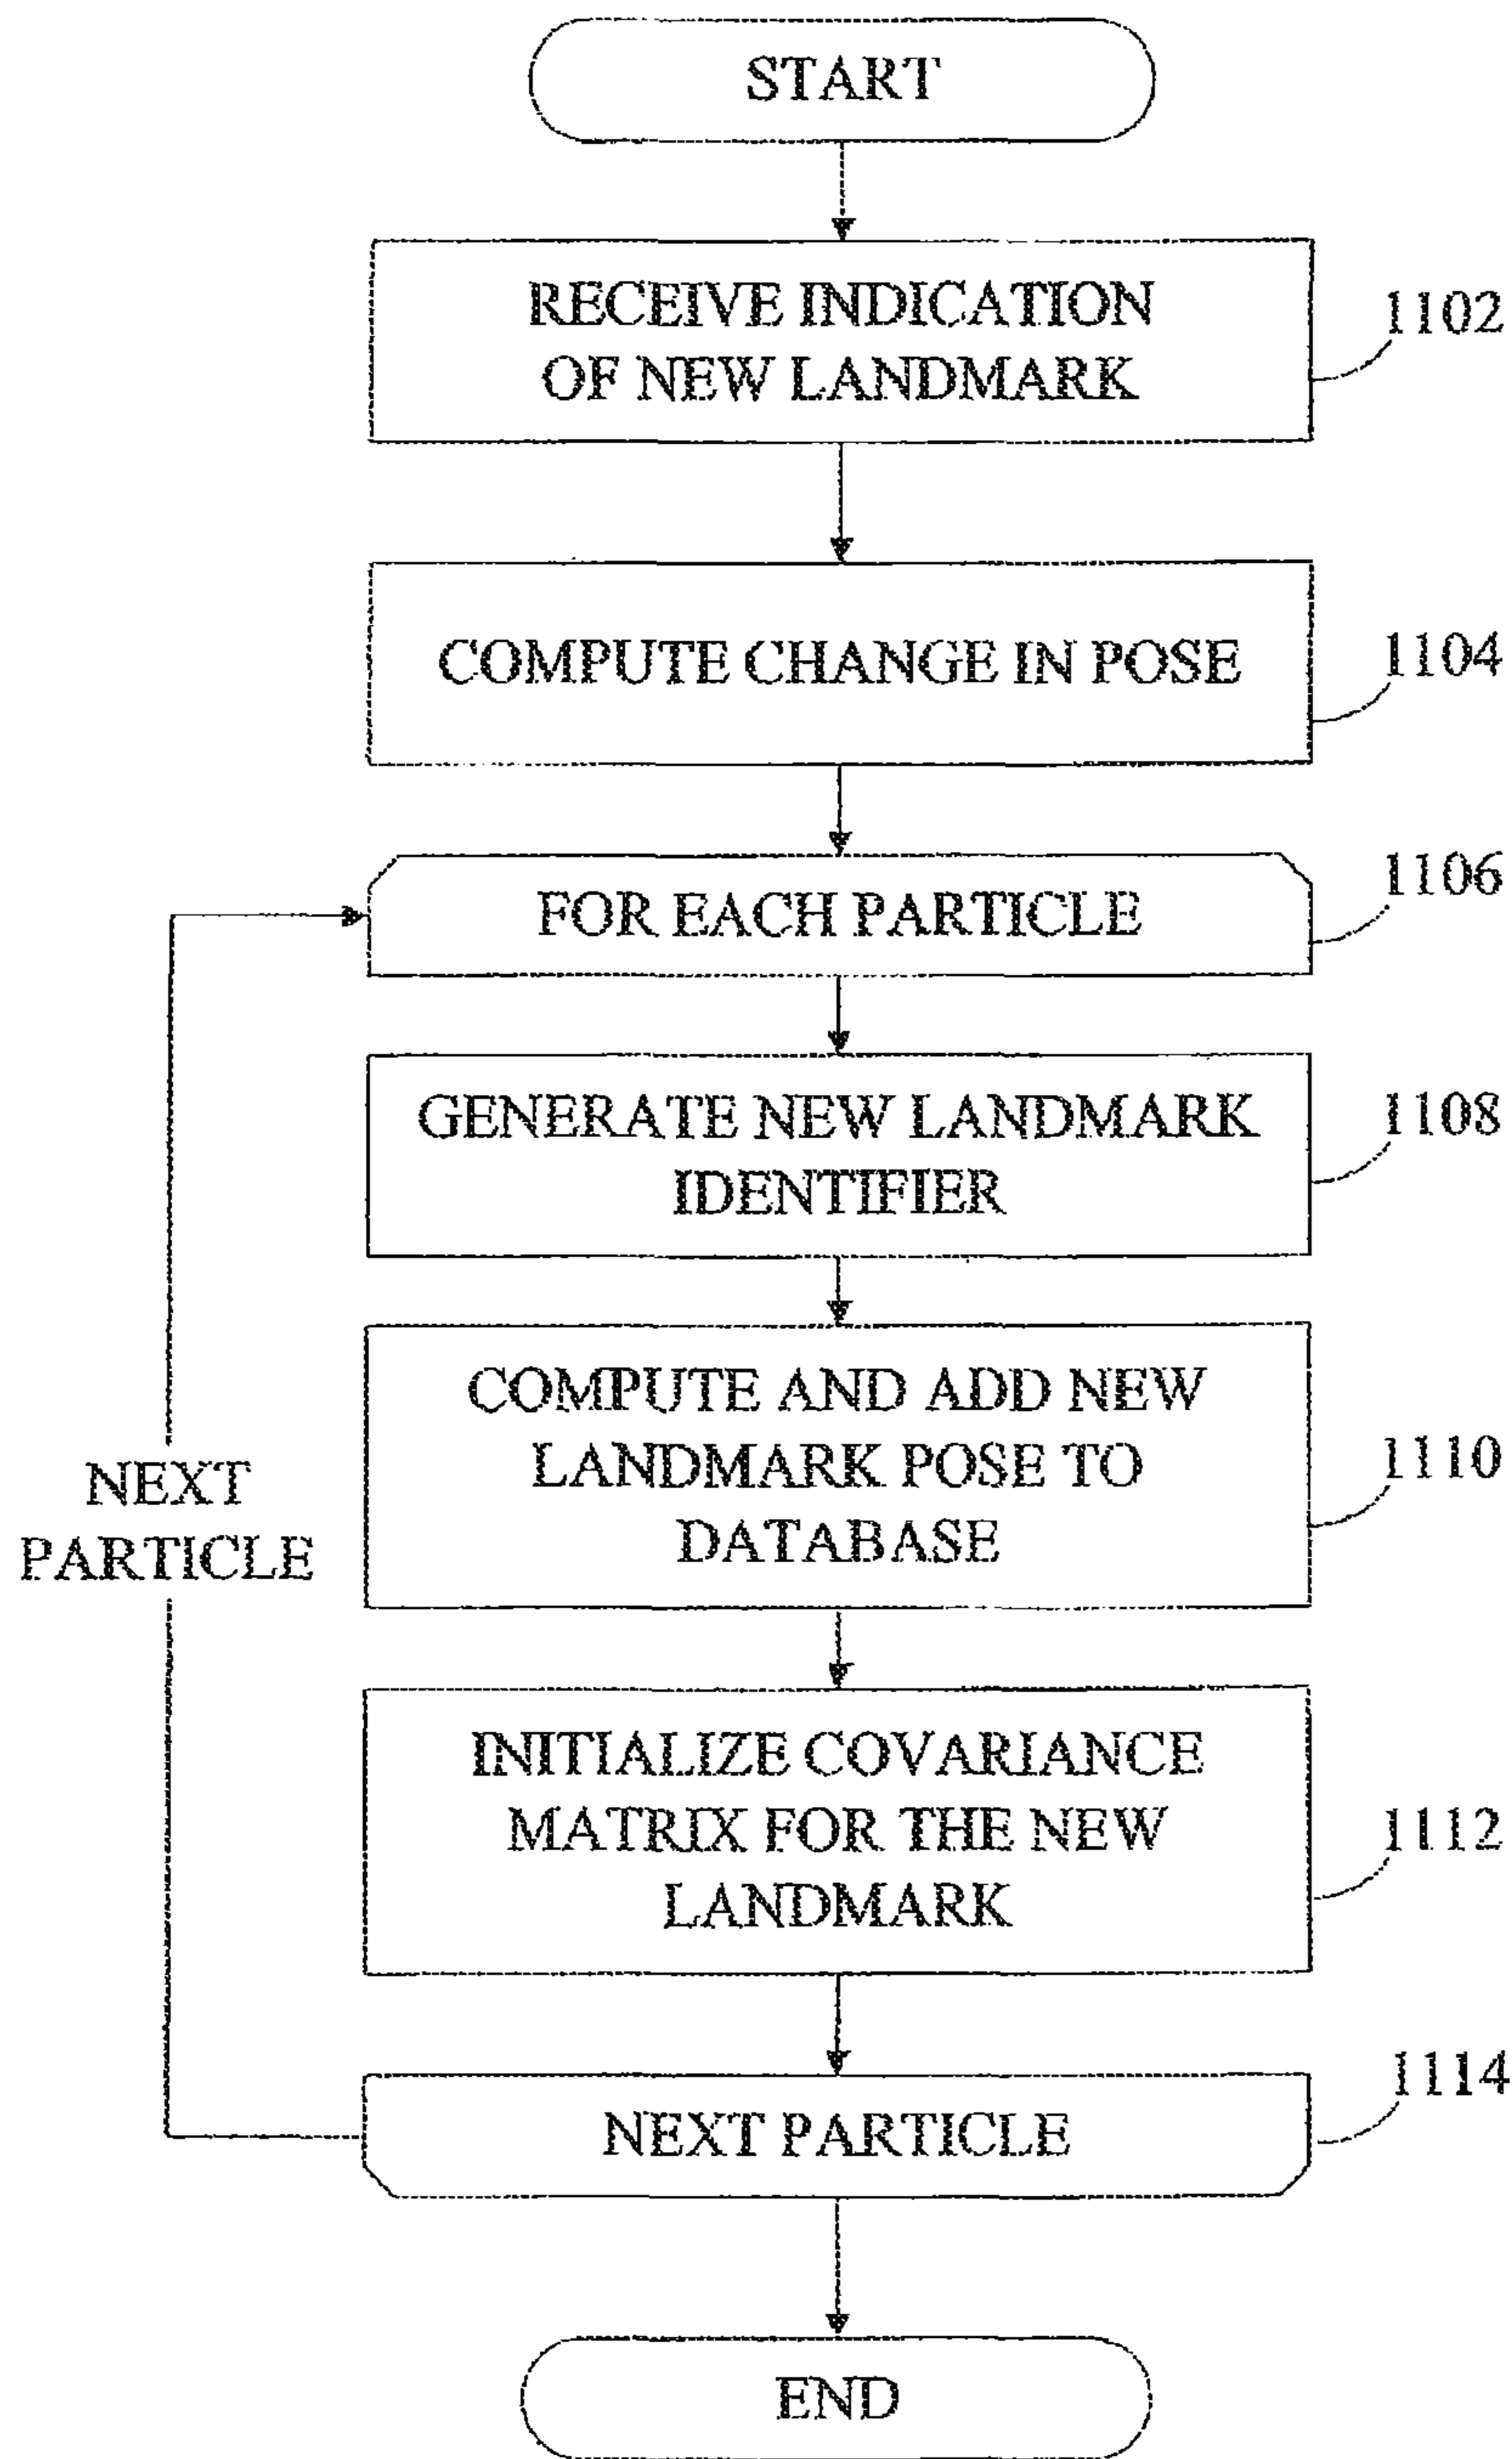 START
RECEIVE INDICATION
OF NEW LANDMARK
1102
COMPUTE CHANGE IN POSE
1104
FOR EACH PARTICLE
1106
GENERATE NEW LANDMARK
IDENTIFIER
1108
COMPUTE AND ADD NEW
LANDMARK POSE TO
DATABASE
1110
NEXT
PARTICLE
INITIALIZE COVARIANCE
MATRIX FOR THE NEW
LANDMARK
1112
NEXT PARTICLE
1114
END